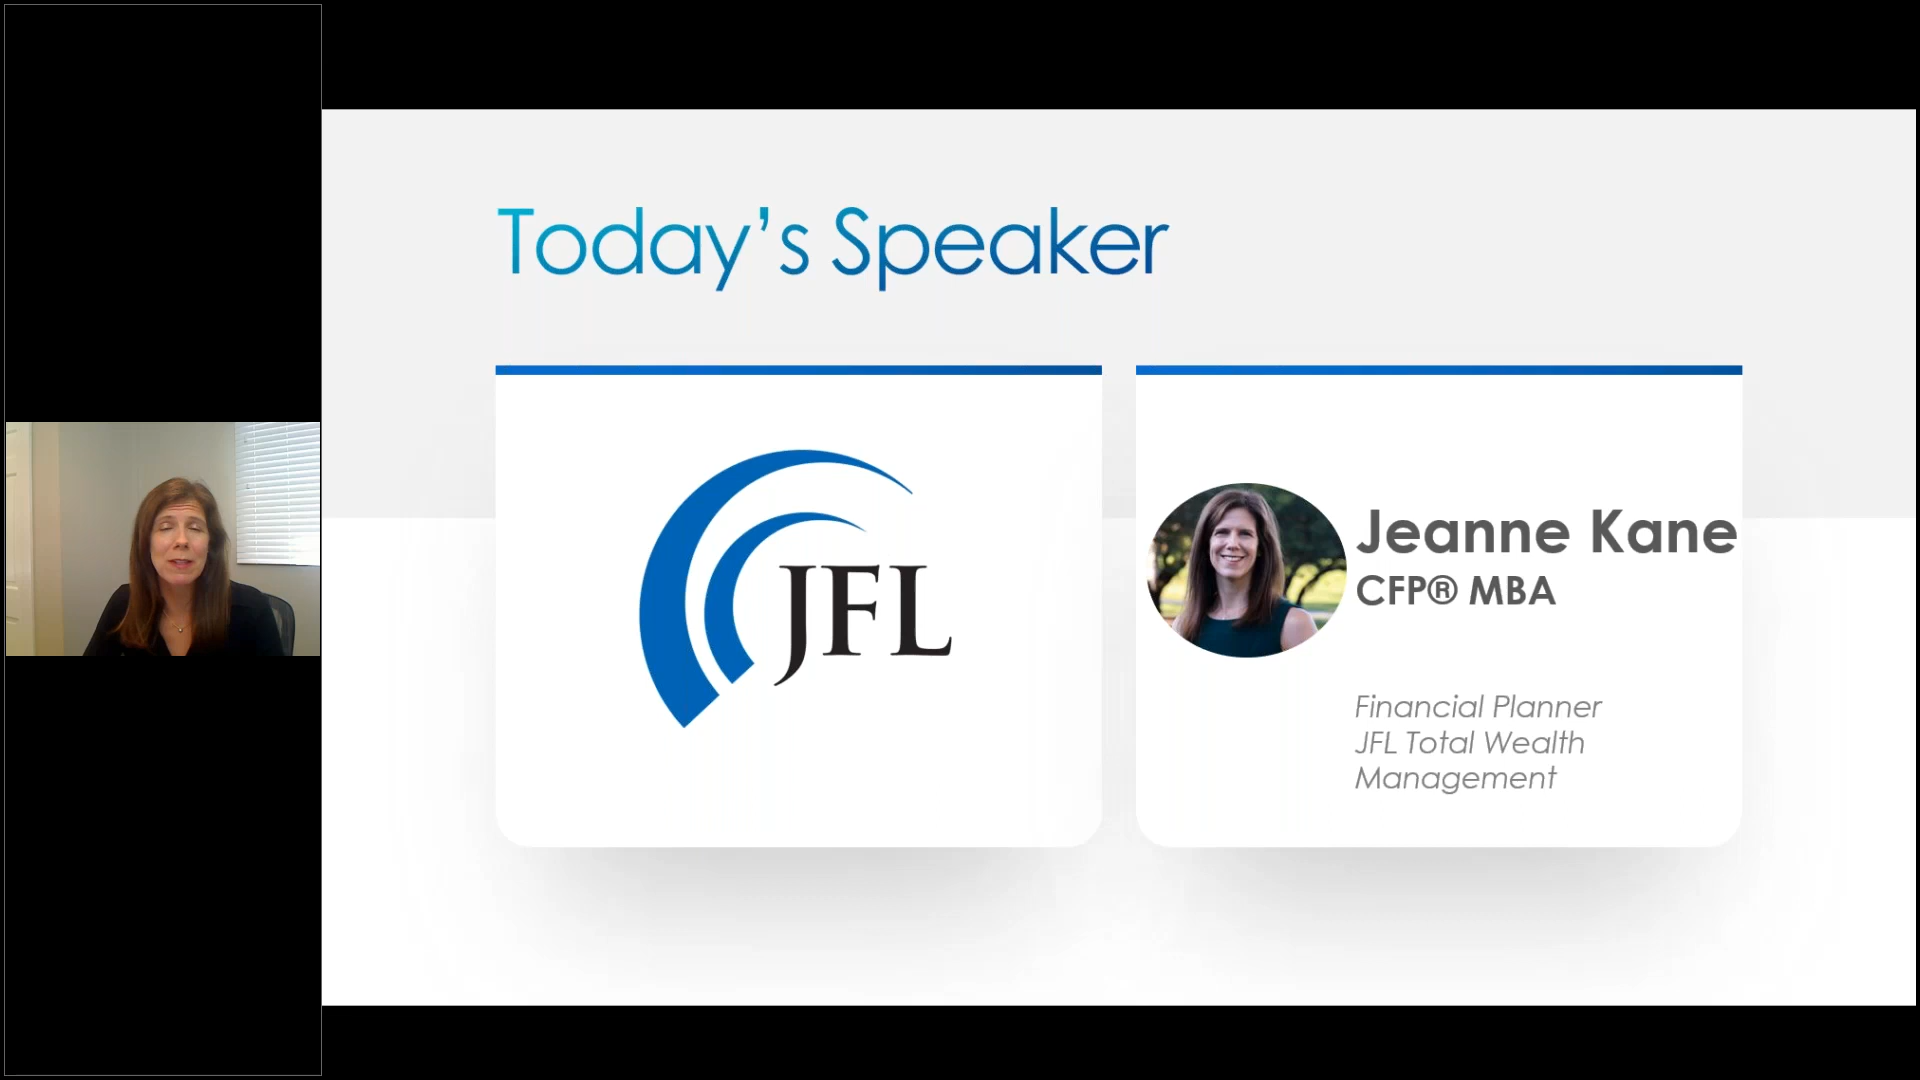 Today's Speaker
JFL
Jeanne Kane
CFP® MBA
Financial Planner
JFL Total Wealth
Management